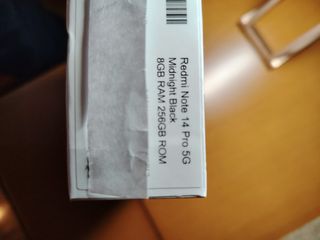 Redmi Note 14 Pro 5G
Midnight Black
8GB RAM 256GB ROM